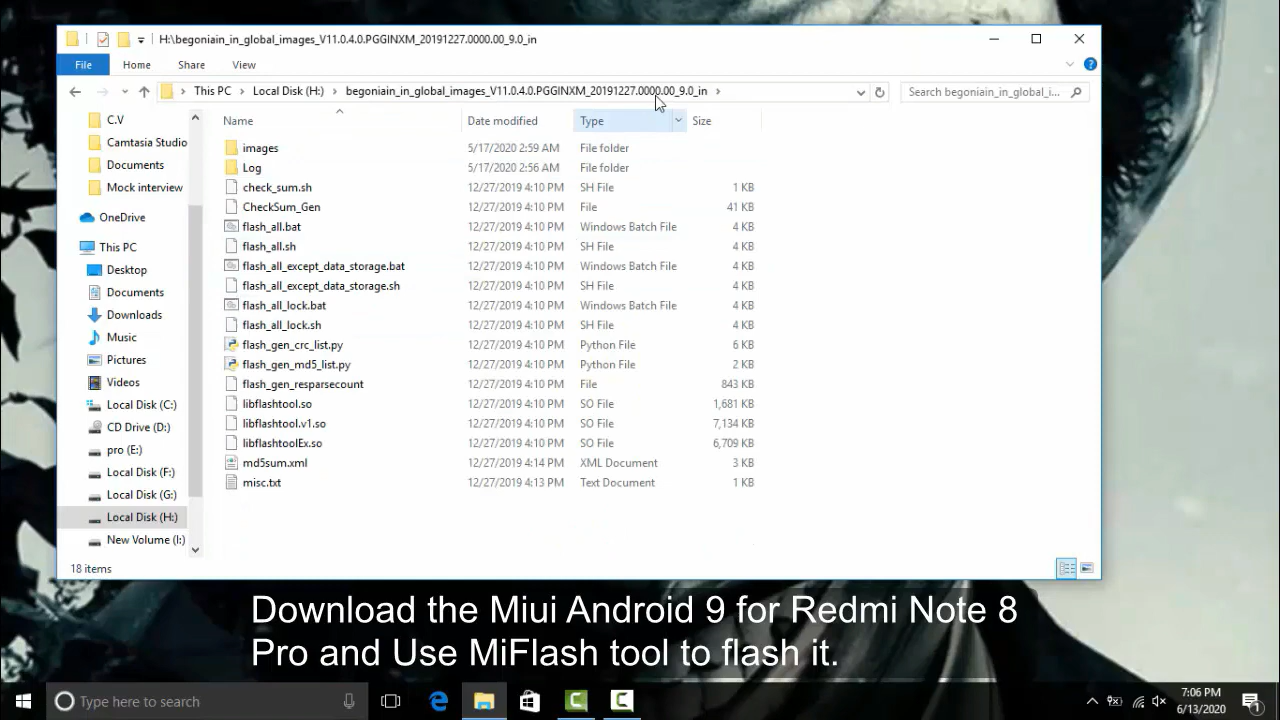 H:\begoniain_in_global_images_V11.0.4.0.PGGINXM_20191227.0000.00_9.0_in
File Home Share View
This PC Local Disk (H:) begoniain_in_global_images_V11.0.4.0.PGGINXM_20191227.0000.00_9.0_in Search begoniain_in_global_i...
C.V
Camtasia Studio
Documents
Mock interview
OneDrive
This PC
Desktop
Documents
Downloads
Music
Pictures
Videos
Local Disk (C:)
CD Drive (D:)
pro (E:)
Local Disk (F:)
Local Disk (G:)
Local Disk (H:)
New Volume (I:)
Name Date modified Type Size
images 5/17/2020 2:59 AM File folder
Log 5/17/2020 2:56 AM File folder
check_sum.sh 12/27/2019 4:10 PM SH File 1 KB
CheckSum_Gen 12/27/2019 4:10 PM File 41 KB
flash_all.bat 12/27/2019 4:10 PM Windows Batch File 4 KB
flash_all.sh 12/27/2019 4:10 PM SH File 4 KB
flash_all_except_data_storage.bat 12/27/2019 4:10 PM Windows Batch File 4 KB
flash_all_except_data_storage.sh 12/27/2019 4:10 PM SH File 4 KB
flash_all_lock.bat 12/27/2019 4:10 PM Windows Batch File 4 KB
flash_all_lock.sh 12/27/2019 4:10 PM SH File 4 KB
flash_gen_crc_list.py 12/27/2019 4:10 PM Python File 6 KB
flash_gen_md5_list.py 12/27/2019 4:10 PM Python File 2 KB
flash_gen_resparsecount 12/27/2019 4:10 PM File 843 KB
libflashtool.so 12/27/2019 4:10 PM SO File 1,681 KB
libflashtool.v1.so 12/27/2019 4:10 PM SO File 7,134 KB
libflashtoolEx.so 12/27/2019 4:10 PM SO File 6,709 KB
md5sum.xml 12/27/2019 4:14 PM XML Document 3 KB
misc.txt 12/27/2019 4:13 PM Text Document 1 KB
18 items
Download the Miui Android 9 for Redmi Note 8
Pro and Use MiFlash tool to flash it.
Type here to search
7:06 PM
6/13/2020
1